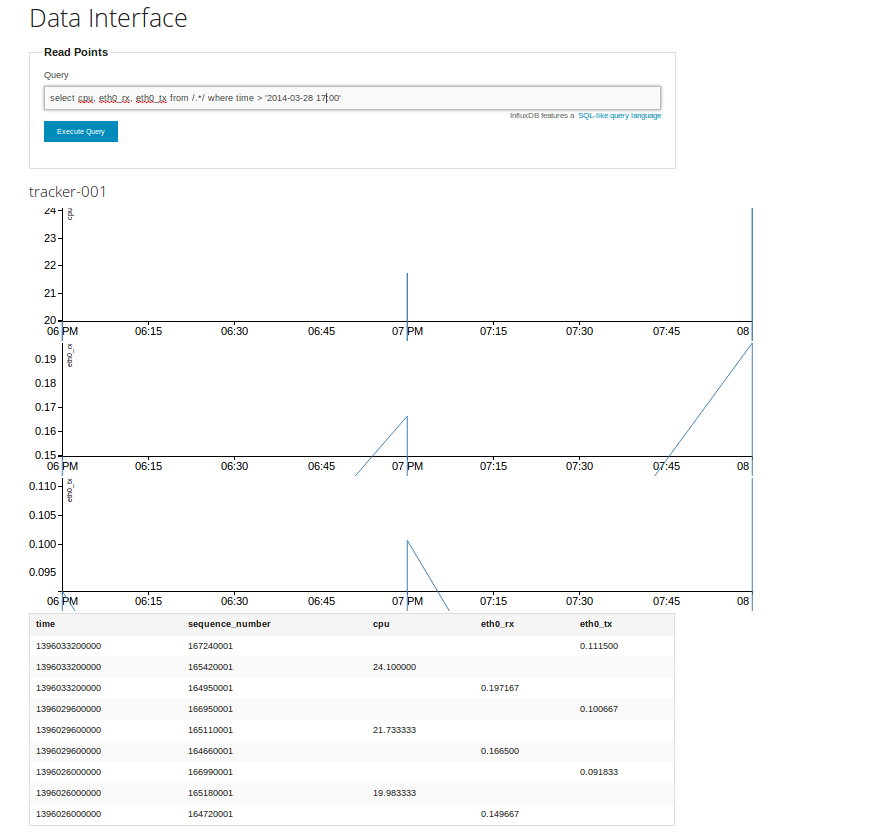 Data Interface
Read Points
Query
select cpu, eth0_rx, eth0_tx from /.*/ where time > '2014-03-28 17:00'
InfluxDB features a SQL-like query language
Execute Query
tracker-001
24
cpu
23
22
21
20
06 PM 06:15 06:30 06:45 07 PM 07:15 07:30 07:45 08
eth0_rx
0.19
0.18
0.17
0.16
0.15
06 PM 06:15 06:30 06:45 07 PM 07:15 07:30 07:45 08
eth0_tx
0.110
0.105
0.100
0.095
06 PM 06:15 06:30 06:45 07 PM 07:15 07:30 07:45 08
time sequence_number cpu eth0_rx eth0_tx
1396033200000 167240001 0.111500
1396033200000 165420001 24.100000
1396033200000 164950001 0.197167
1396029600000 166950001 0.100667
1396029600000 165110001 21.733333
1396029600000 164660001 0.166500
1396026000000 166990001 0.091833
1396026000000 165180001 19.983333
1396026000000 164720001 0.149667